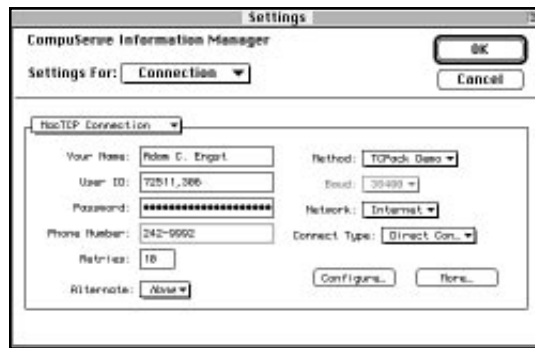 Settings
CompuServe Information Manager
OK
Settings For: Connection
Cancel
MacTCP Connection
Your Name: Adam C. Engst
Method: TCPack Demo
User ID: 72511,306
Baud: 38400
Password: ●●●●●●●●●●●●●●●●●●●●
Network: Internet
Phone Number: 242-9992
Connect Type: Direct Con…
Retries: 10
Configure… More…
Alternate: None